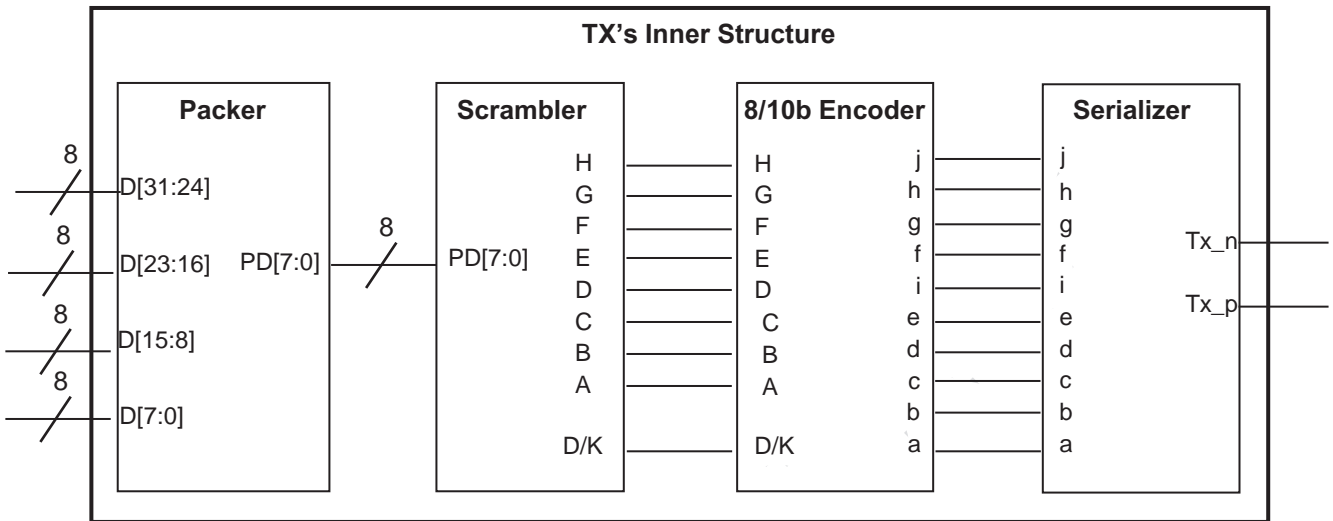 TX's Inner Structure
Packer
8
D[31:24]
8
D[23:16]
8
D[15:8]
8
D[7:0]
PD[7:0]
8
Scrambler
PD[7:0]
H
G
F
E
D
C
B
A
D/K
8/10b Encoder
H
G
F
E
D
C
B
A
D/K
j
h
g
f
i
e
d
c
b
a
Serializer
j
h
g
f
i
e
d
c
b
a
Tx_n
Tx_p